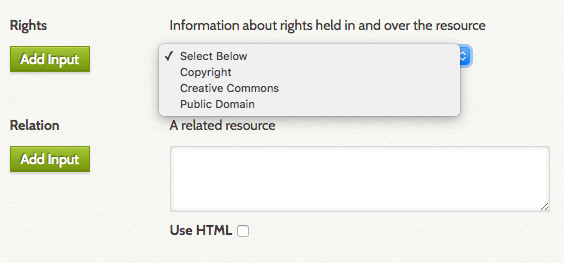 Rights
Information about rights held in and over the resource
Add Input
✓ Select Below
Copyright
Creative Commons
Public Domain
Relation
A related resource
Add Input
Use HTML